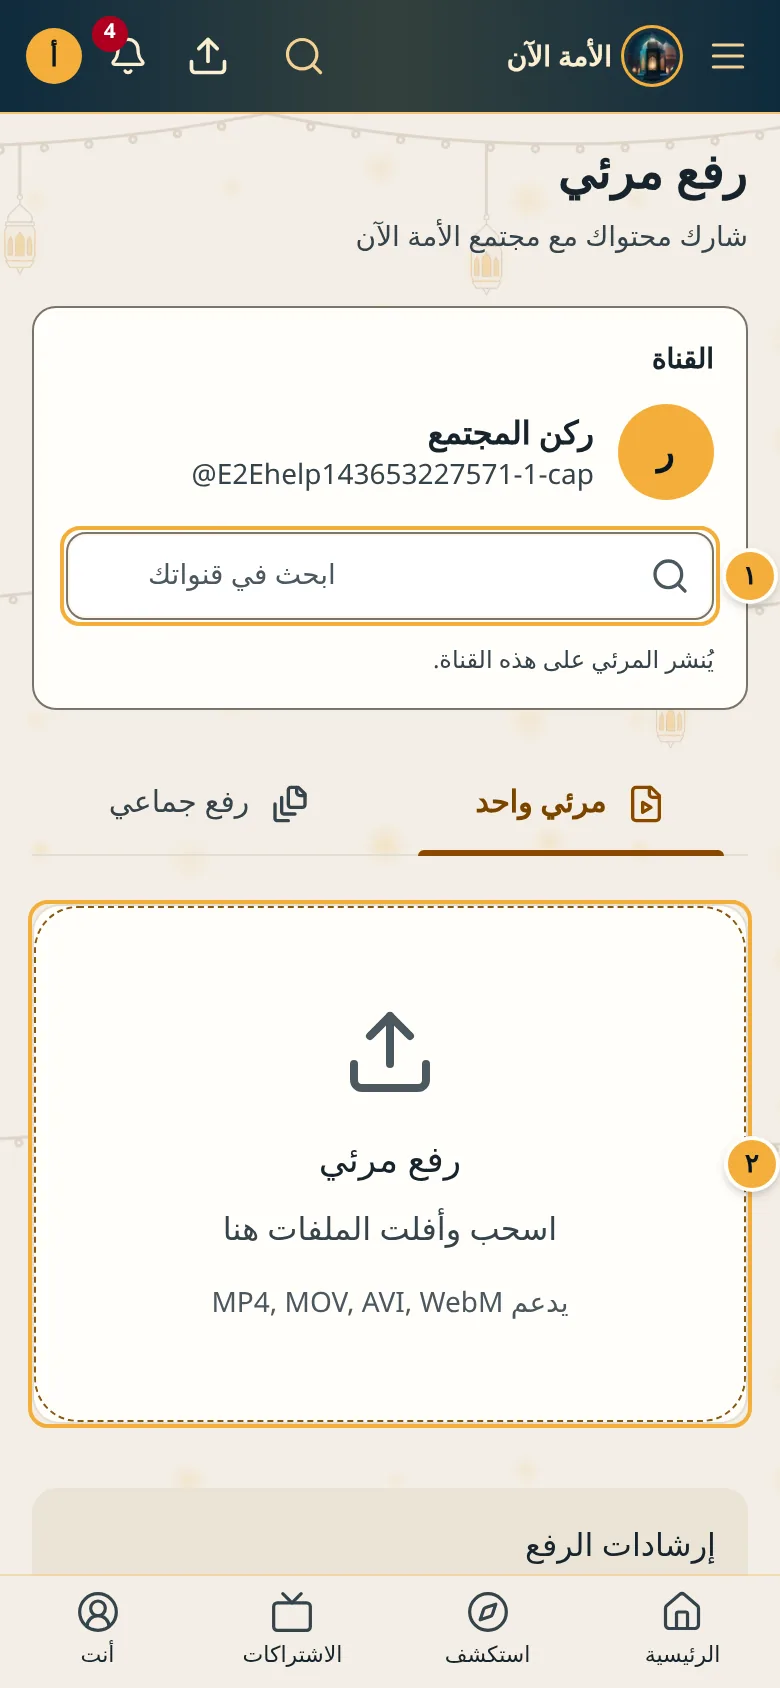 الأمة الآن
4
أ
رفع مرئي
شارك محتواك مع مجتمع الأمة الآن
القناة
ر
ركن المجتمع
@E2Ehelp143653227571-1-cap
ابحث في قنواتك
١
يُنشر المرئي على هذه القناة.
مرئي واحد
رفع جماعي
رفع مرئي
٢
اسحب وأفلت الملفات هنا
يدعم MP4, MOV, AVI, WebM
إرشادات الرفع
الرئيسية
استكشف
الاشتراكات
أنت